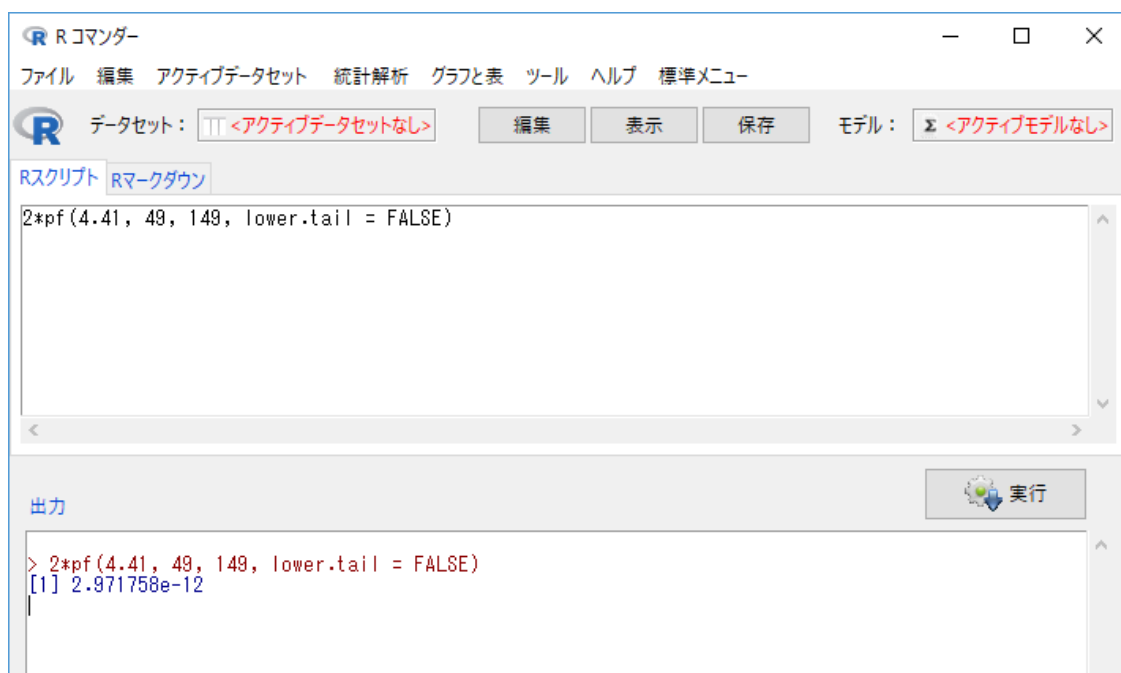 R コマンダー
ファイル 編集 アクティブデータセット 統計解析 グラフと表 ツール ヘルプ 標準メニュー
R データセット： <アクティブデータセットなし> 編集 表示 保存 モデル： Σ <アクティブモデルなし>
Rスクリプト Rマークダウン
2*pf(4.41, 49, 149, lower.tail = FALSE)
出力 実行
> 2*pf(4.41, 49, 149, lower.tail = FALSE)
[1] 2.971758e-12